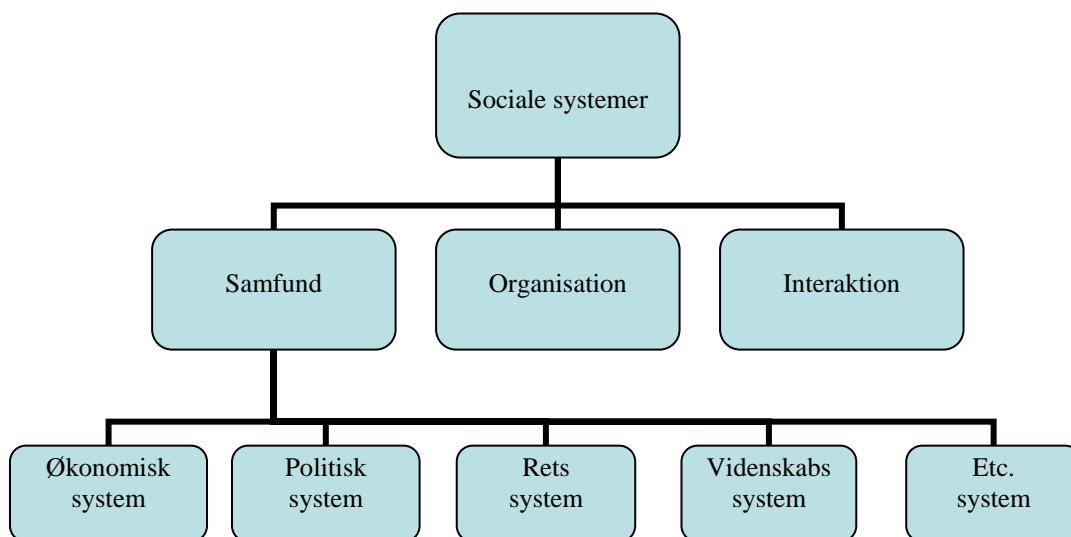 Sociale systemer
Samfund
Organisation
Interaktion
Økonomisk
system
Politisk
system
Rets
system
Videnskabs
system
Etc.
system